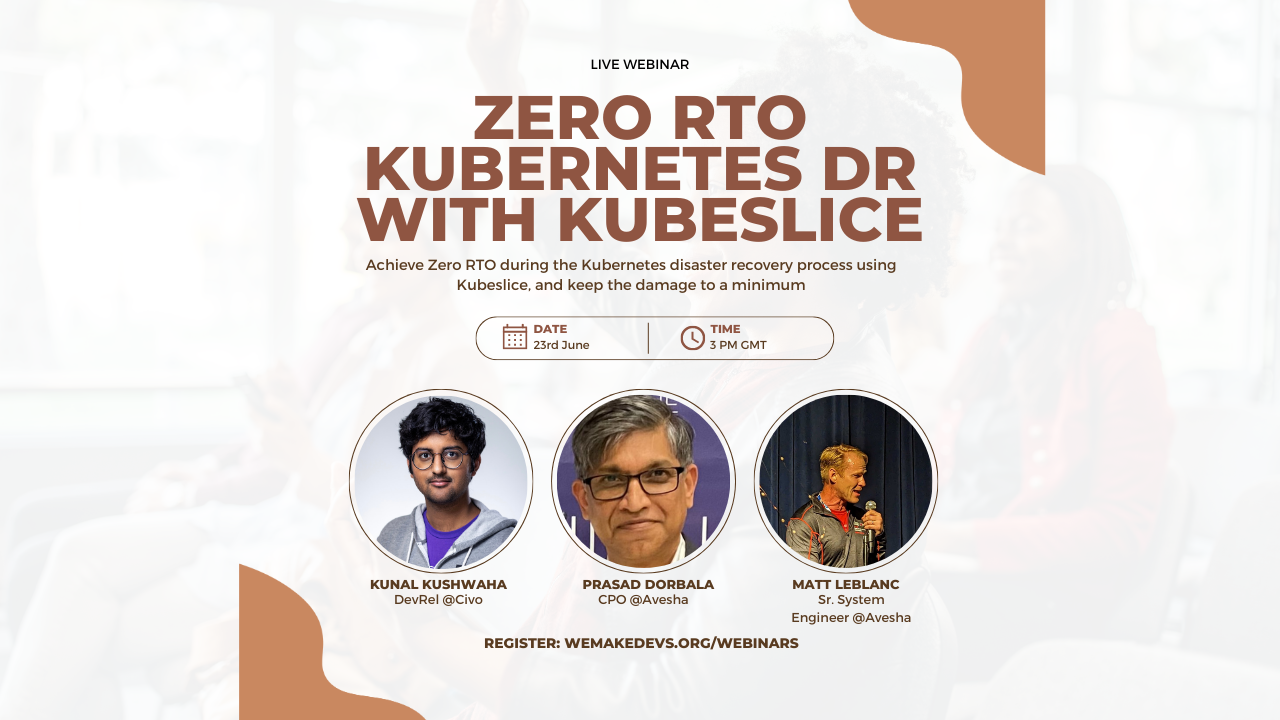 LIVE WEBINAR
ZERO RTO
KUBERNETES DR
WITH KUBESLICE
Achieve Zero RTO during the Kubernetes disaster recovery process using
Kubeslice, and keep the damage to a minimum
DATE
23rd June
TIME
3 PM GMT
KUNAL KUSHWAHA
DevRel @Civo
PRASAD DORBALA
CPO @Avesha
MATT LEBLANC
Sr. System
Engineer @Avesha
REGISTER: WEMAKEDEVS.ORG/WEBINARS